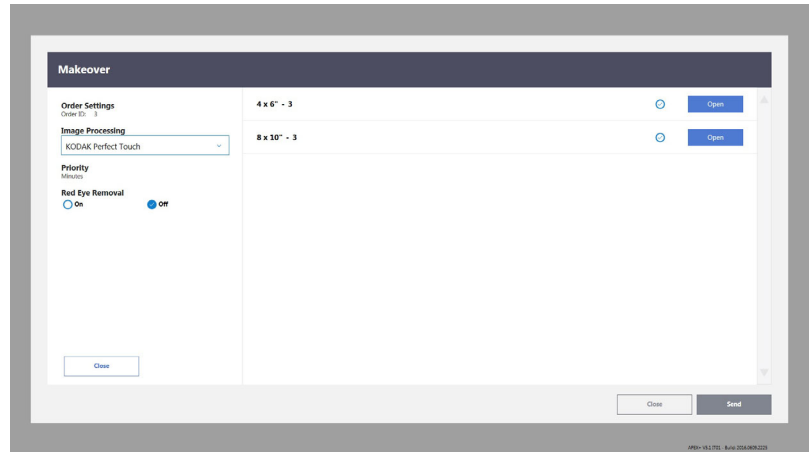 Makeover
Order Settings
Order ID: 3
Image Processing
KODAK Perfect Touch
Priority
Minutes
Red Eye Removal
On Off
Close
4 x 6" - 3
Open
8 x 10" - 3
Open
Close Send